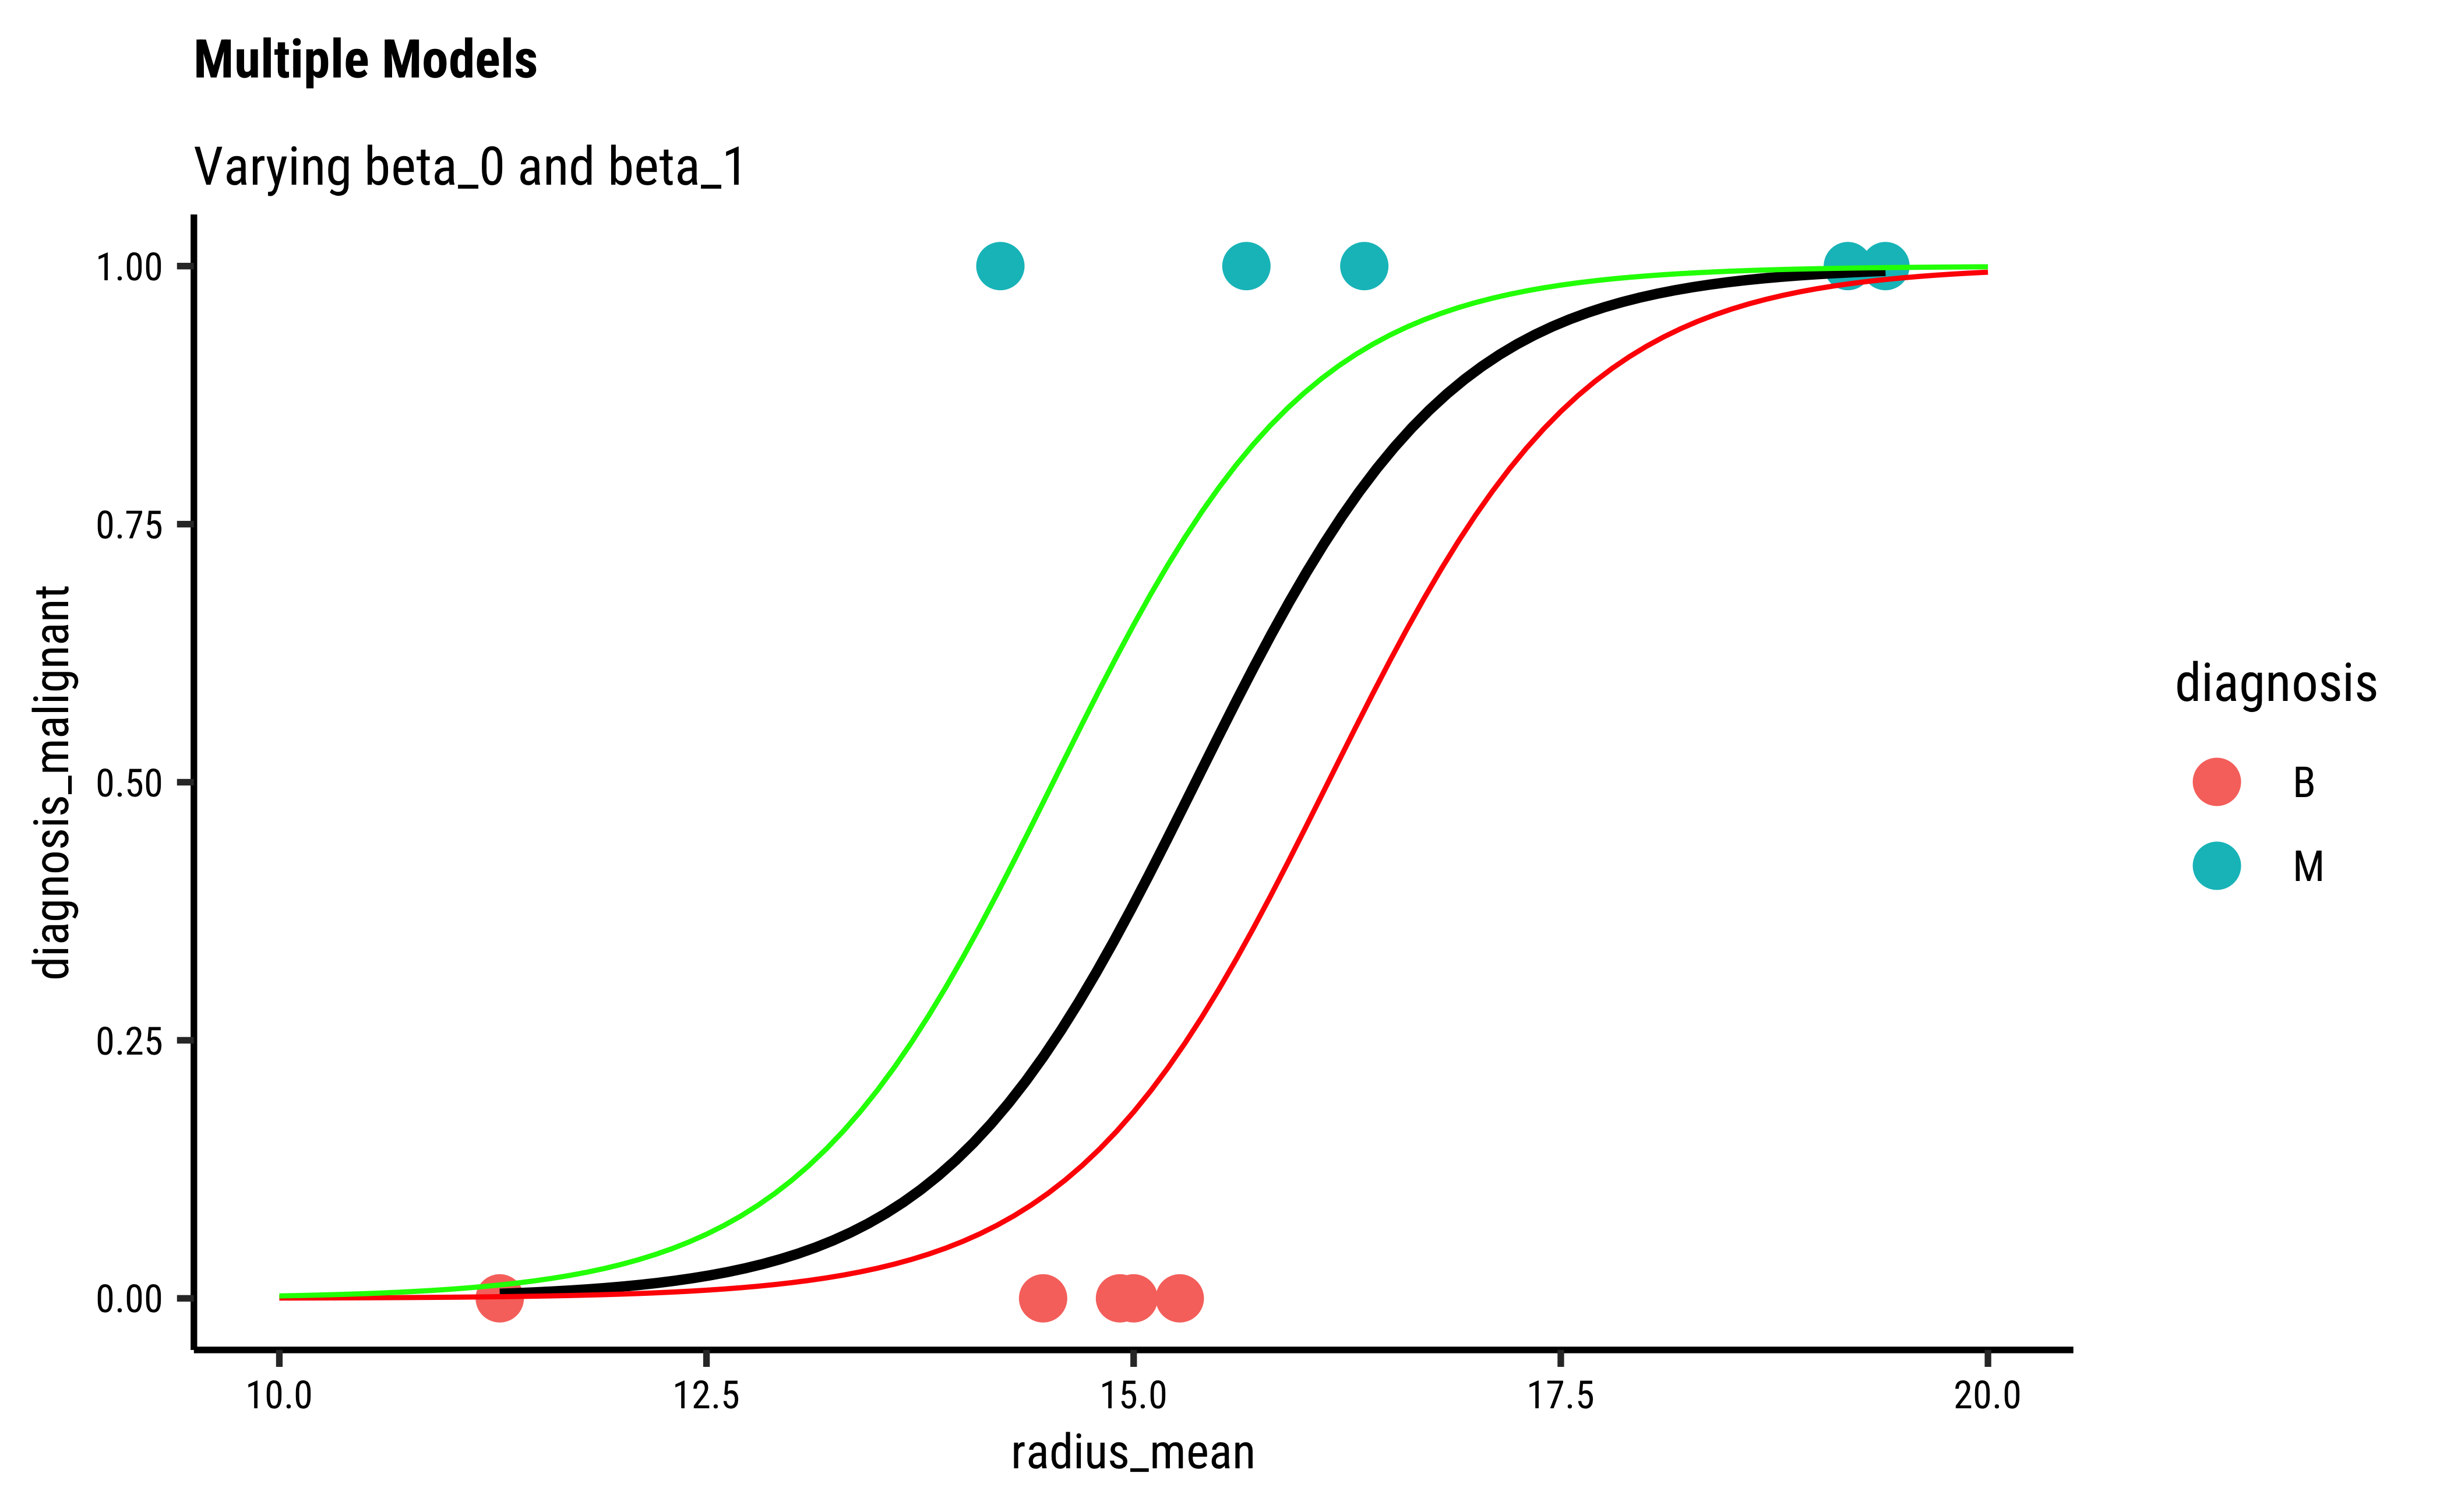 Multiple Models
Varying beta_0 and beta_1
1.00
0.75
0.50
0.25
0.00
diagnosis_malignant
10.0 12.5 15.0 17.5 20.0
radius_mean
diagnosis
B
M